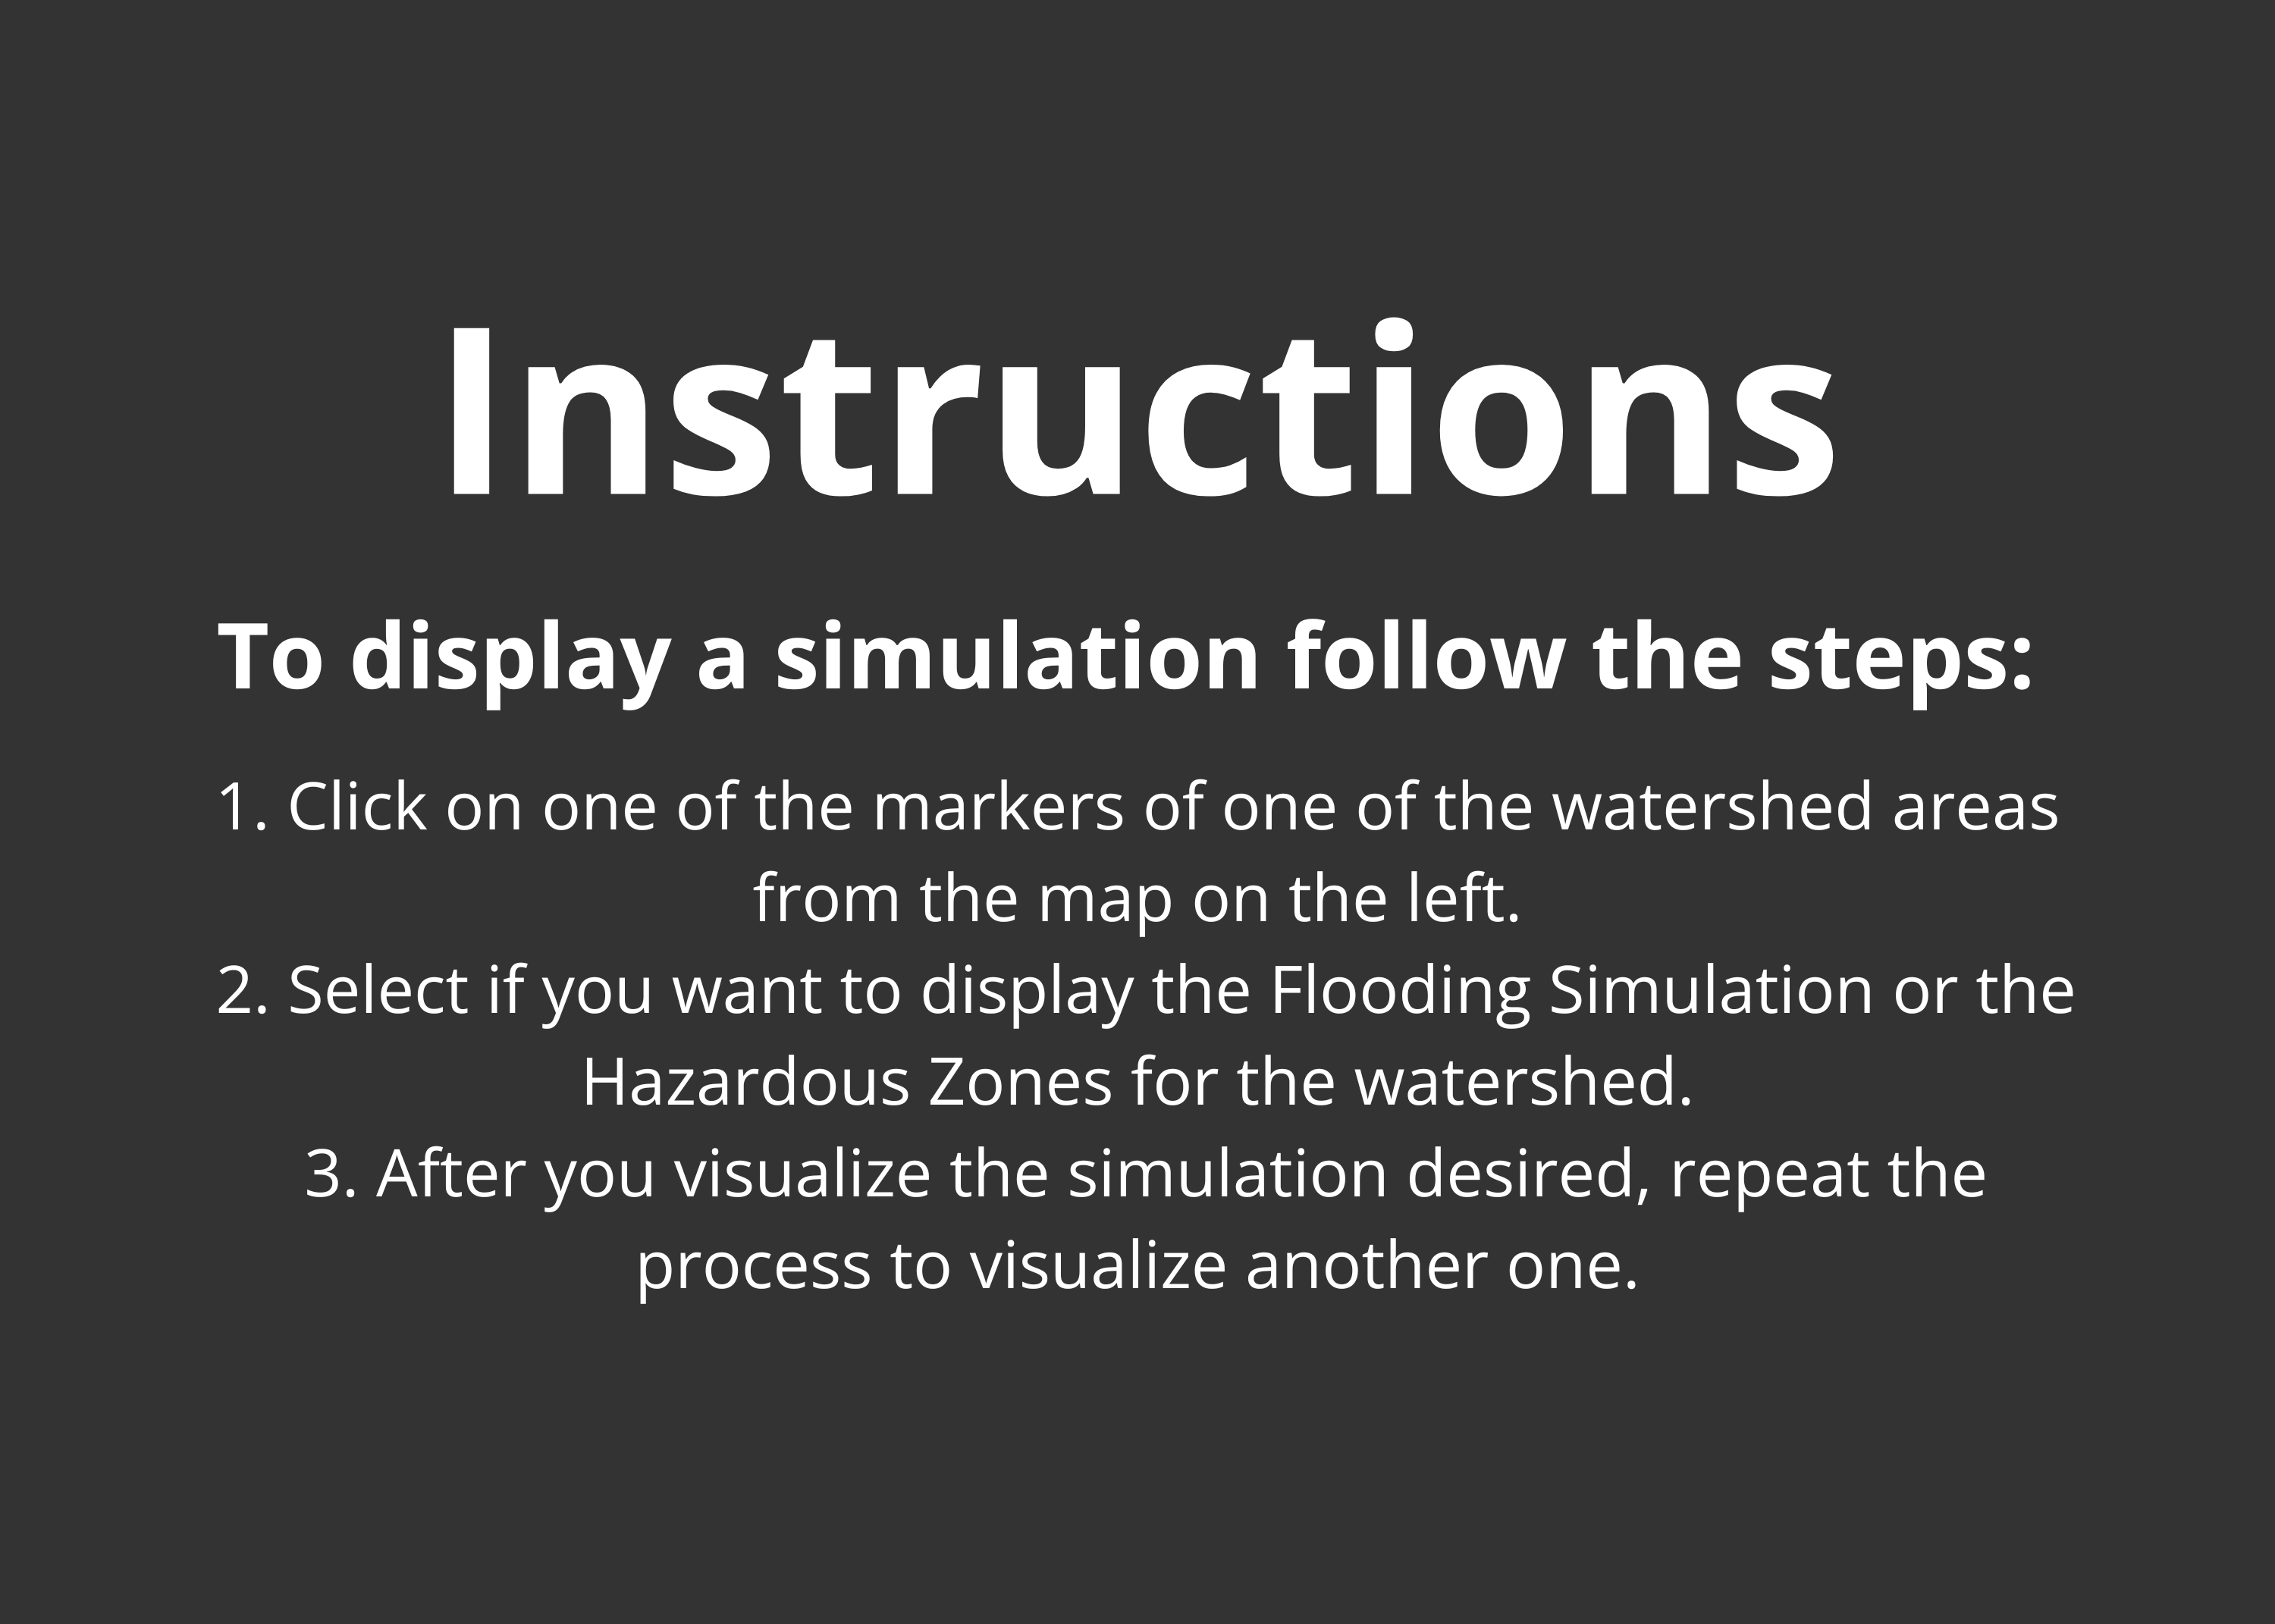 Instructions
To display a simulation follow the steps:
1. Click on one of the markers of one of the watershed areas
from the map on the left.
2. Select if you want to display the Flooding Simulation or the
Hazardous Zones for the watershed.
3. After you visualize the simulation desired, repeat the
process to visualize another one.